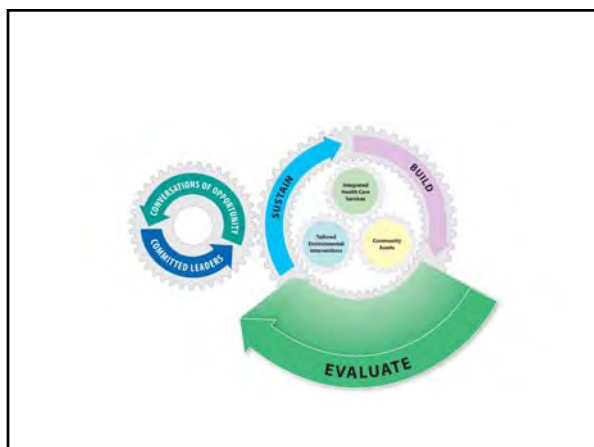 CONVERSATIONS OF OPPORTUNITY
COMMITTED LEADERS
SUSTAIN
BUILD
Integrated
Health Care
Services
Tailored
Environmental
Interventions
Community
Assets
EVALUATE